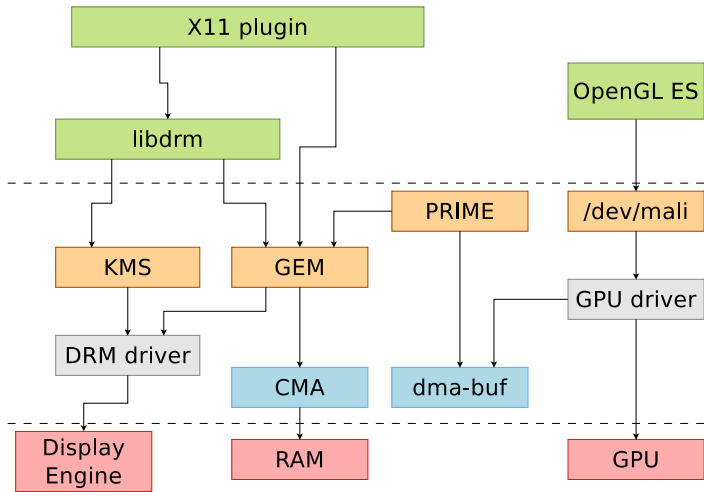 X11 plugin
OpenGL ES
libdrm
PRIME
/dev/mali
KMS
GEM
GPU driver
DRM driver
CMA
dma-buf
Display
Engine
RAM
GPU